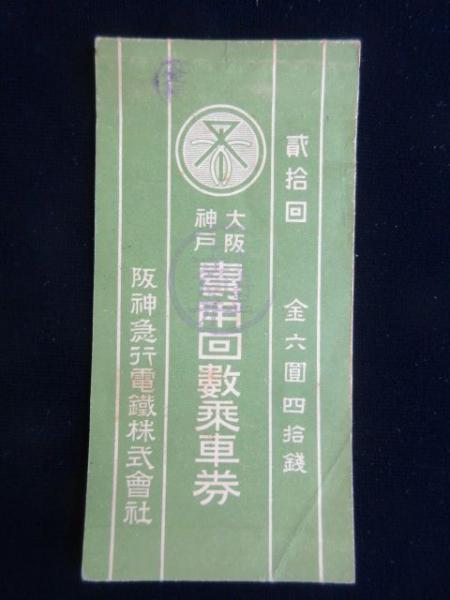 貳拾回 金六圓四拾錢
大阪
神戸
專用回數乘車券
阪神急行電鐵株式會社